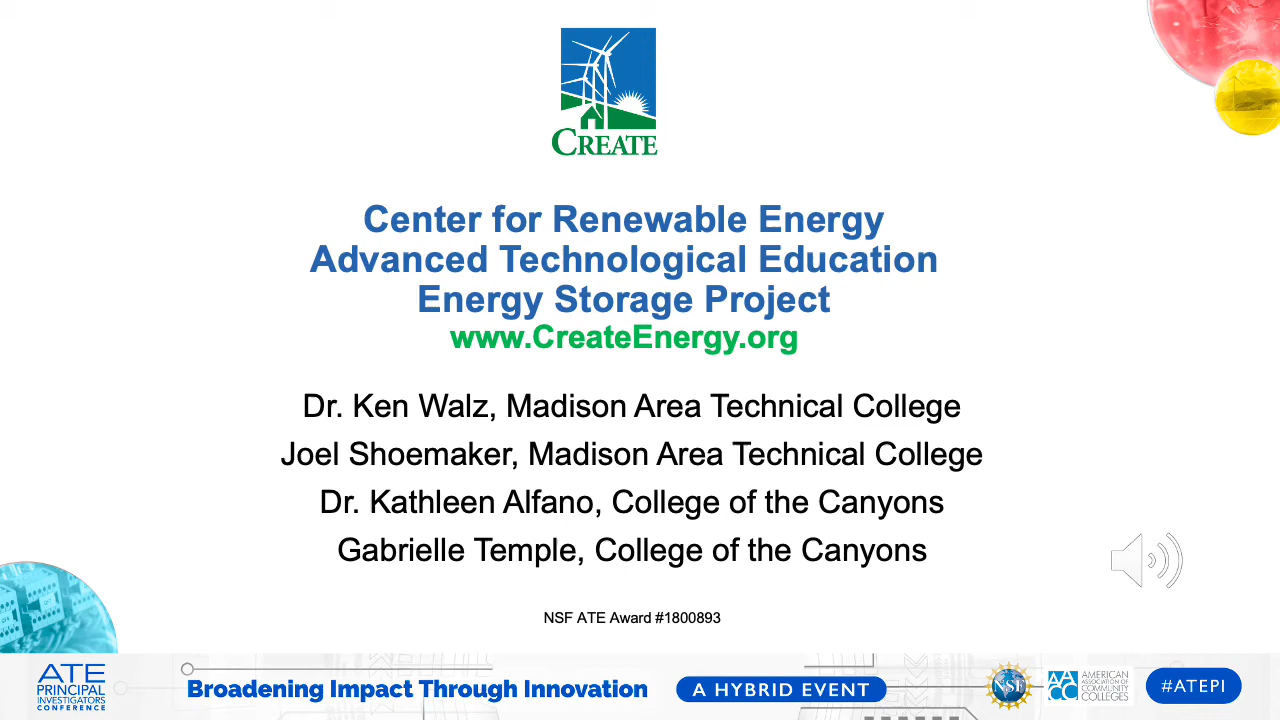 CREATE
Center for Renewable Energy
Advanced Technological Education
Energy Storage Project
www.CreateEnergy.org
Dr. Ken Walz, Madison Area Technical College
Joel Shoemaker, Madison Area Technical College
Dr. Kathleen Alfano, College of the Canyons
Gabrielle Temple, College of the Canyons
NSF ATE Award #1800893
ATE
PRINCIPAL
INVESTIGATORS
CONFERENCE
Broadening Impact Through Innovation
A HYBRID EVENT
NSF
AA
CC
AMERICAN
ASSOCIATION OF
COMMUNITY
COLLEGES
#ATEPI